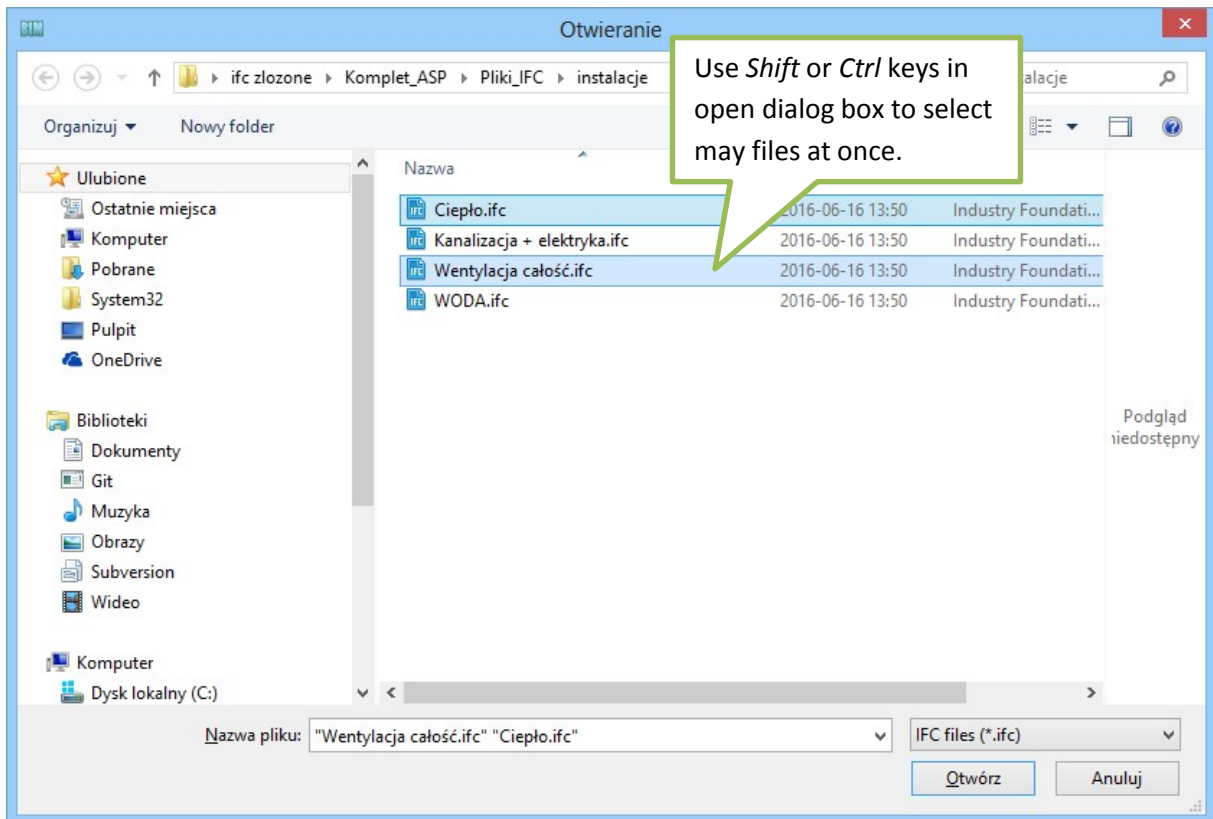 BIM
Otwieranie
ifc zlozone Komplet_ASP Pliki_IFC instalacje
alacje
Use Shift or Ctrl keys in
open dialog box to select
may files at once.
Organizuj Nowy folder
Nazwa
Ulubione
Ostatnie miejsca
Komputer
Pobrane
System32
Pulpit
OneDrive
Biblioteki
Dokumenty
Git
Muzyka
Obrazy
Subversion
Wideo
Komputer
Dysk lokalny (C:)
Ciepło.ifc 2016-06-16 13:50 Industry Foundati...
Kanalizacja + elektryka.ifc 2016-06-16 13:50 Industry Foundati...
Wentylacja całość.ifc 2016-06-16 13:50 Industry Foundati...
WODA.ifc 2016-06-16 13:50 Industry Foundati...
Podgląd
niedostępny
Nazwa pliku: "Wentylacja całość.ifc" "Ciepło.ifc" IFC files (*.ifc)
Otwórz Anuluj